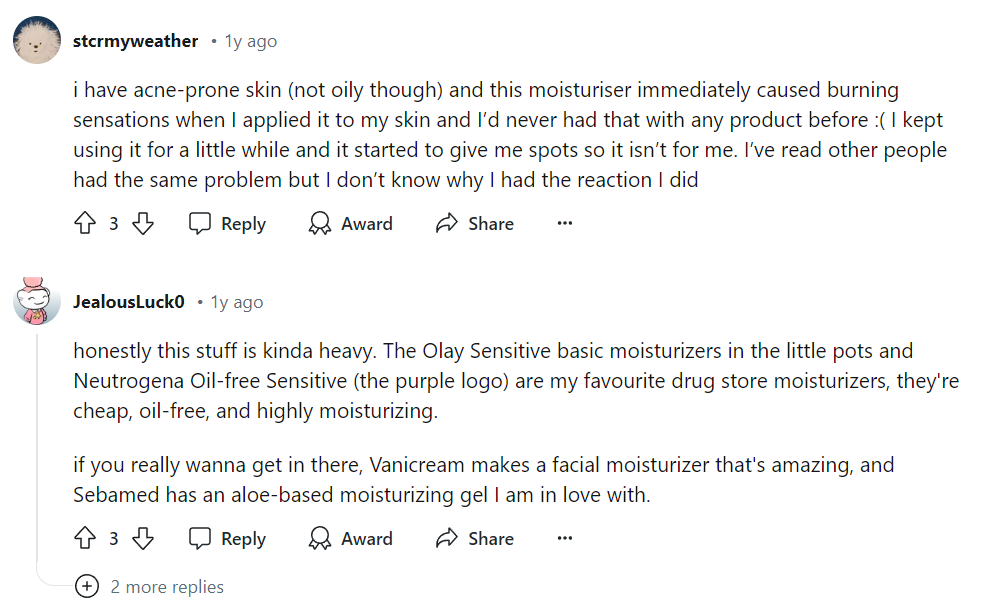 stcrmyweather • 1y ago
i have acne-prone skin (not oily though) and this moisturiser immediately caused burning
sensations when I applied it to my skin and I’d never had that with any product before :( I kept
using it for a little while and it started to give me spots so it isn’t for me. I’ve read other people
had the same problem but I don’t know why I had the reaction I did
3 Reply Award Share ···
JealousLuck0 • 1y ago
honestly this stuff is kinda heavy. The Olay Sensitive basic moisturizers in the little pots and
Neutrogena Oil-free Sensitive (the purple logo) are my favourite drug store moisturizers, they're
cheap, oil-free, and highly moisturizing.
if you really wanna get in there, Vanicream makes a facial moisturizer that's amazing, and
Sebamed has an aloe-based moisturizing gel I am in love with.
3 Reply Award Share ···
2 more replies